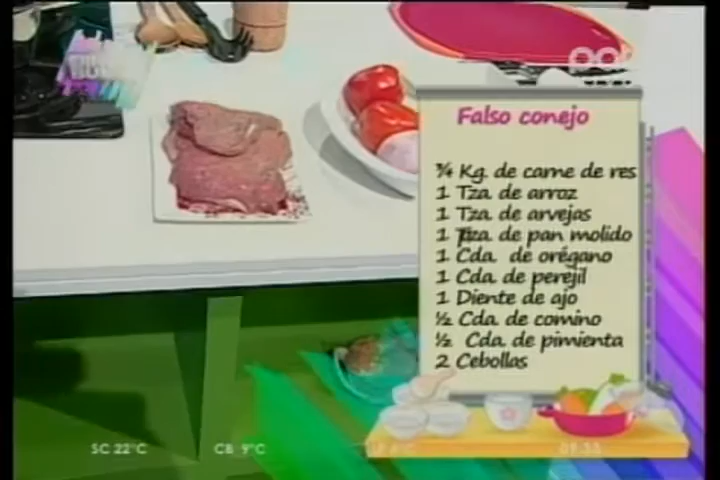 Falso conejo
¾ Kg. de carne de res
1 Tza. de arroz
1 Tza. de arvejas
1 Tza. de pan molido
1 Cda. de orégano
1 Cda. de perejil
1 Diente de ajo
½ Cda. de comino
½ Cda. de pimienta
2 Cebollas
SC 22°C
CB 9°C